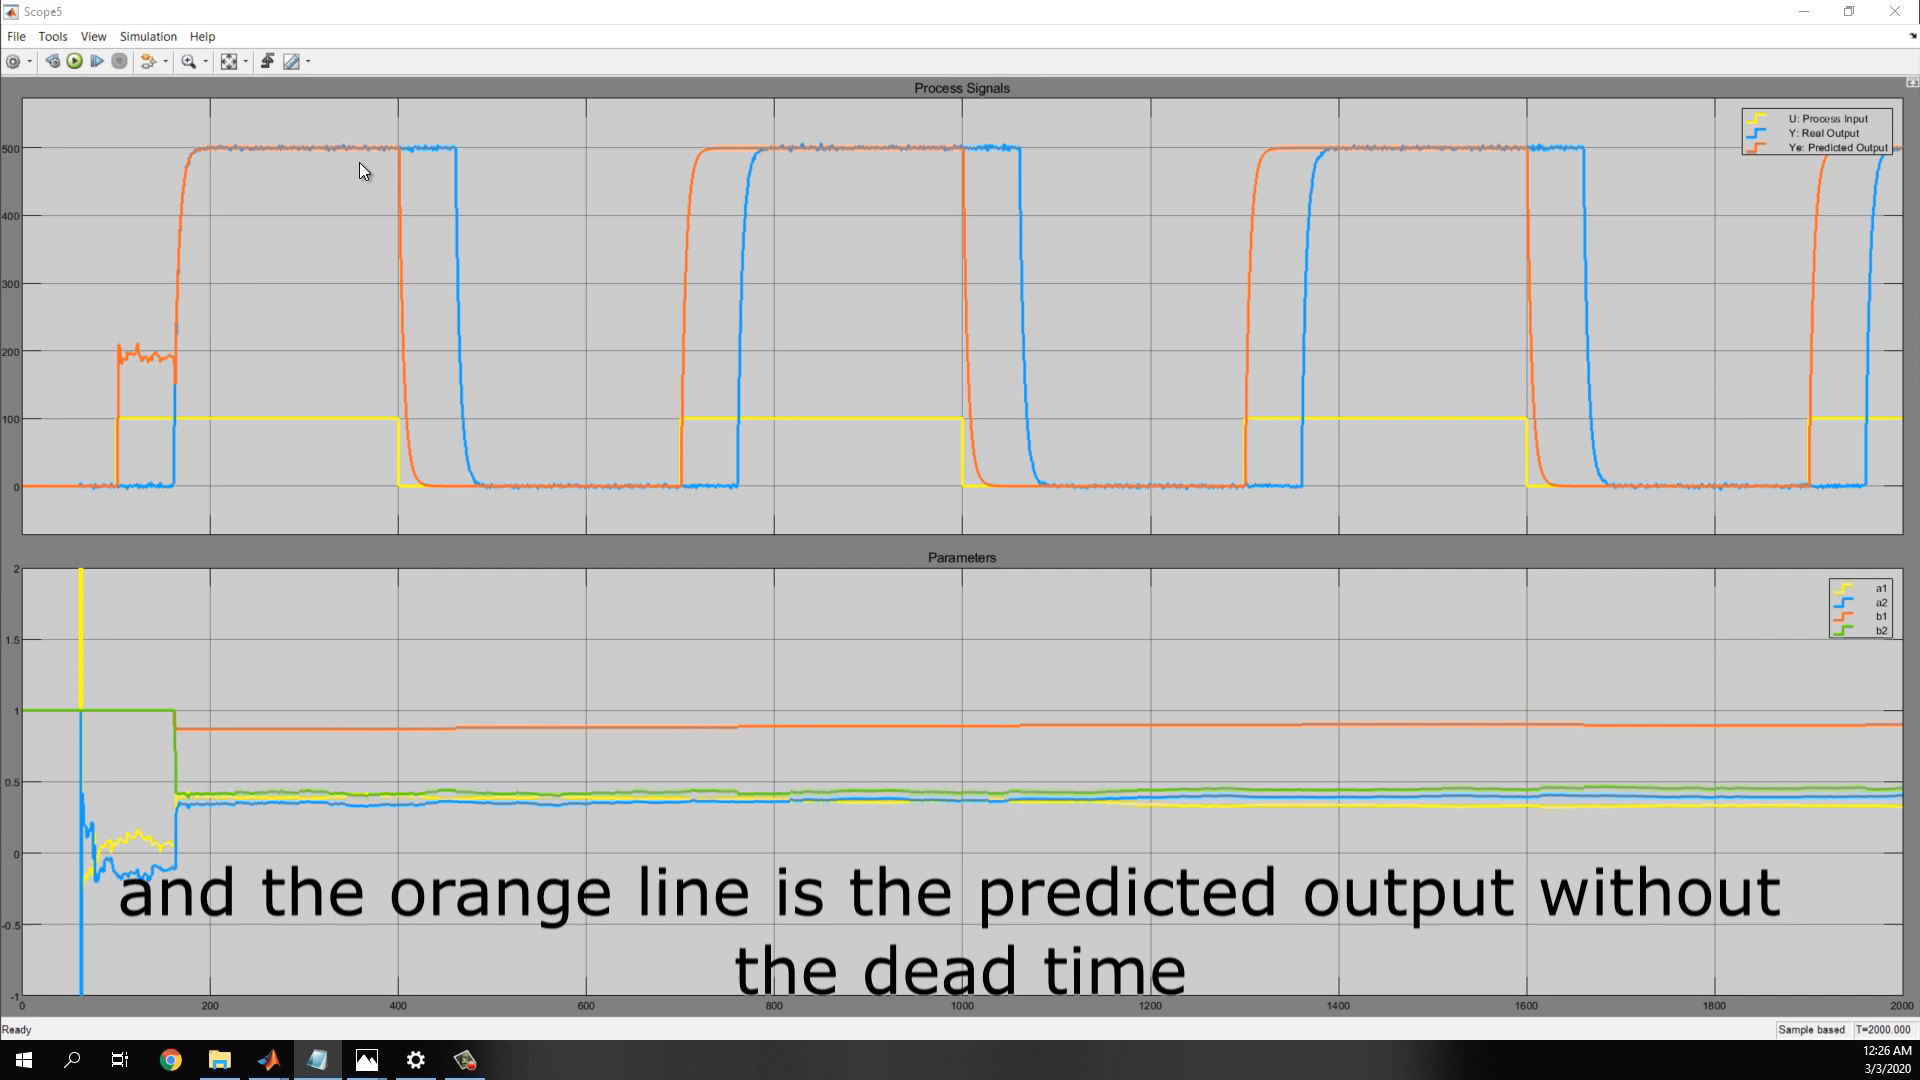 Scope5
File Tools View Simulation Help
Process Signals
U: Process Input
Y: Real Output
Ye: Predicted Output
500
400
300
200
100
0
Parameters
a1
a2
b1
b2
2
1.5
1
0.5
0
-0.5
-1
0 200 400 600 800 1000 1200 1400 1600 1800 2000
and the orange line is the predicted output without
the dead time
Ready
Sample based T=2000.000
12:26 AM
3/3/2020